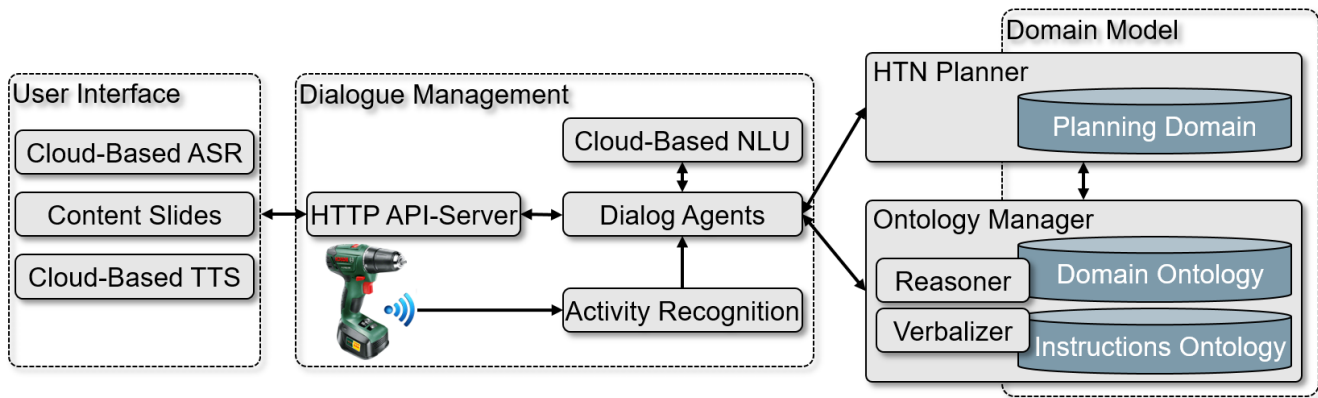 User Interface
Cloud-Based ASR
Content Slides
Cloud-Based TTS
Dialogue Management
Cloud-Based NLU
HTTP API-Server
Dialog Agents
Activity Recognition
Domain Model
HTN Planner
Planning Domain
Ontology Manager
Reasoner
Domain Ontology
Verbalizer
Instructions Ontology